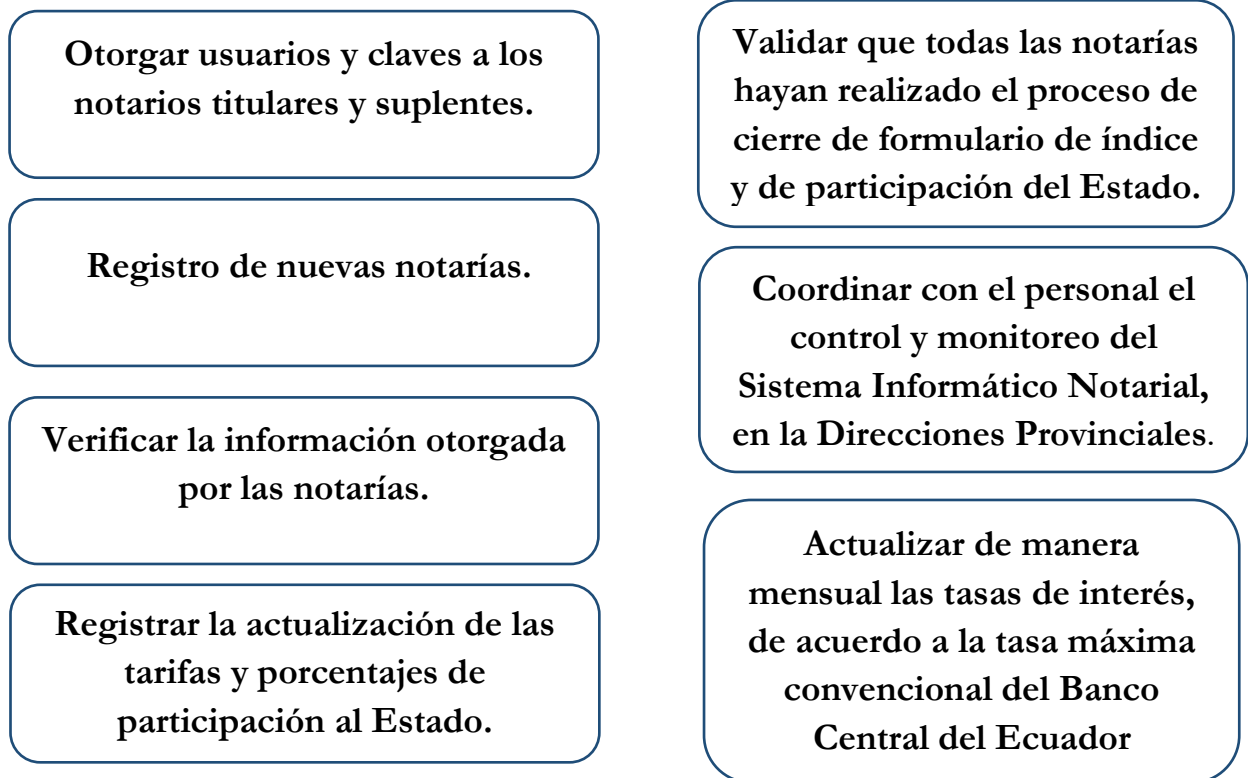 Otorgar usuarios y claves a los
notarios titulares y suplentes.
Registro de nuevas notarías.
Verificar la información otorgada
por las notarías.
Registrar la actualización de las
tarifas y porcentajes de
participación al Estado.
Validar que todas las notarías
hayan realizado el proceso de
cierre de formulario de índice
y de participación del Estado.
Coordinar con el personal el
control y monitoreo del
Sistema Informático Notarial,
en la Direcciones Provinciales.
Actualizar de manera
mensual las tasas de interés,
de acuerdo a la tasa máxima
convencional del Banco
Central del Ecuador